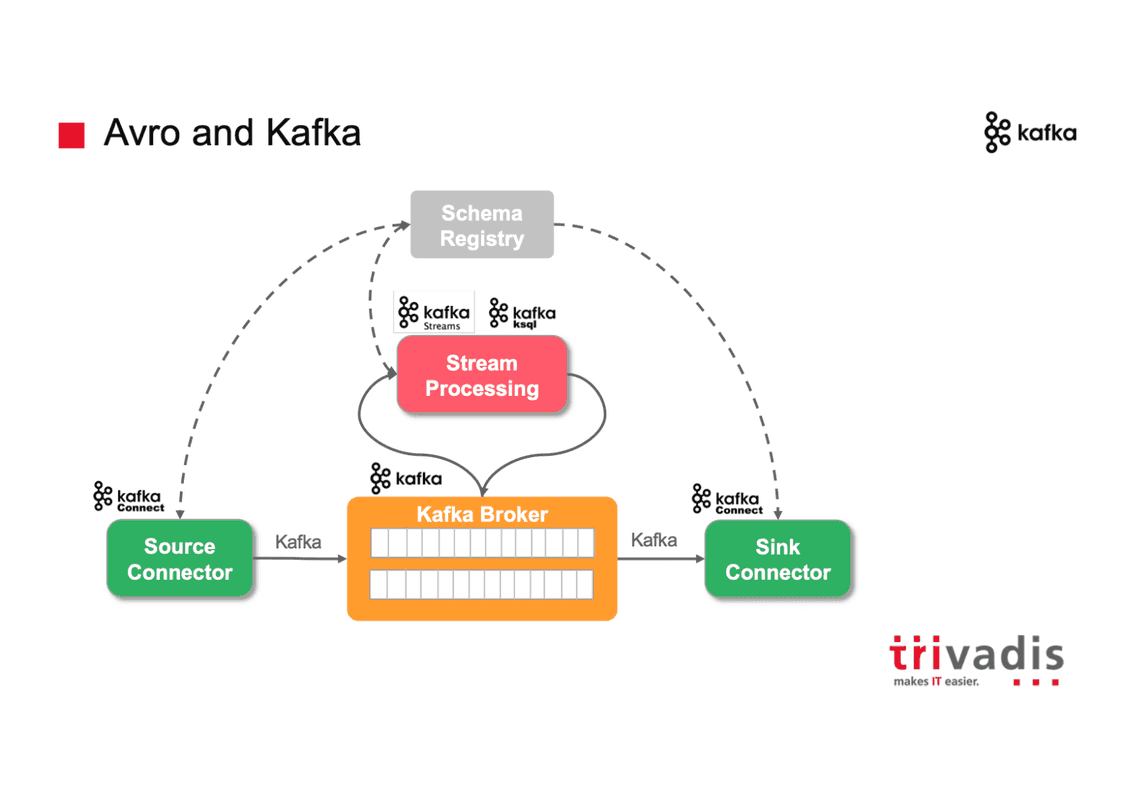 Avro and Kafka
kafka
Schema
Registry
kafka
Streams
kafka
ksql
Stream
Processing
kafka
Connect
kafka
kafka
Connect
Source
Connector
Kafka
Kafka Broker
Kafka
Sink
Connector
trivadis
makes IT easier.